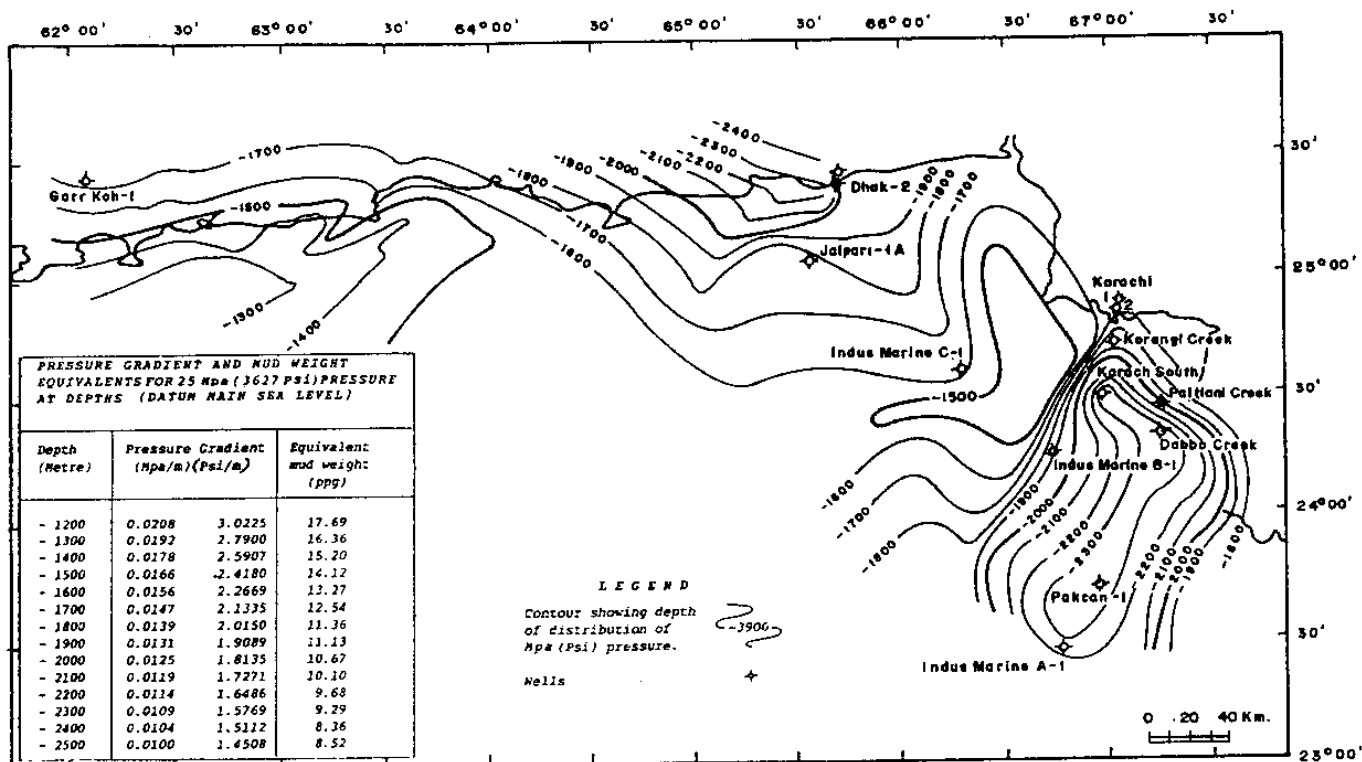 62°00' 30' 63°00' 30' 64°00' 30' 65°00' 30' 66°00' 30' 67°00' 30'
-2400
-2300
-2200
-2100
-2000
-1900
-1800
-1700
30'
-1700
Garr Koh-1
Dhak-2
-1900
-1800
-1700
-1500
-1700
Jalpari-1A
-1600
25°00'
-1300
-1400
Karachi
1 2
Korangi Creek
Indus Marine C-1
Karach South
30'
Paitiani Creek
-1500
Dabbo Creek
Indus Marine B-1
-1600
-1700
-1800
-1900
-2000
-2100
-2200
-2300
24°00'
-2200
-2100
-2000
-1900
-1800
Pakcan-1
30'
Indus Marine A-1
PRESSURE GRADIENT AND MUD WEIGHT
EQUIVALENTS FOR 25 Mpa (3627 Psi) PRESSURE
AT DEPTHS (DATUM MAIN SEA LEVEL)
Depth Pressure Gradient Equivalent
(Metre) (Mpa/m) (Psi/m) mud weight
(ppg)
- 1200 0.0208 3.0225 17.69
- 1300 0.0192 2.7900 16.36
- 1400 0.0178 2.5907 15.20
- 1500 0.0166 2.4180 14.12
- 1600 0.0156 2.2669 13.27
- 1700 0.0147 2.1335 12.54
- 1800 0.0139 2.0150 11.36
- 1900 0.0131 1.9089 11.13
- 2000 0.0125 1.8135 10.67
- 2100 0.0119 1.7271 10.10
- 2200 0.0114 1.6486 9.68
- 2300 0.0109 1.5769 9.29
- 2400 0.0104 1.5112 8.36
- 2500 0.0100 1.4508 8.52
LEGEND
Contour showing depth
of distribution of
Mpa (Psi) pressure.
-3900-
Wells
0 20 40 Km.
23°00'